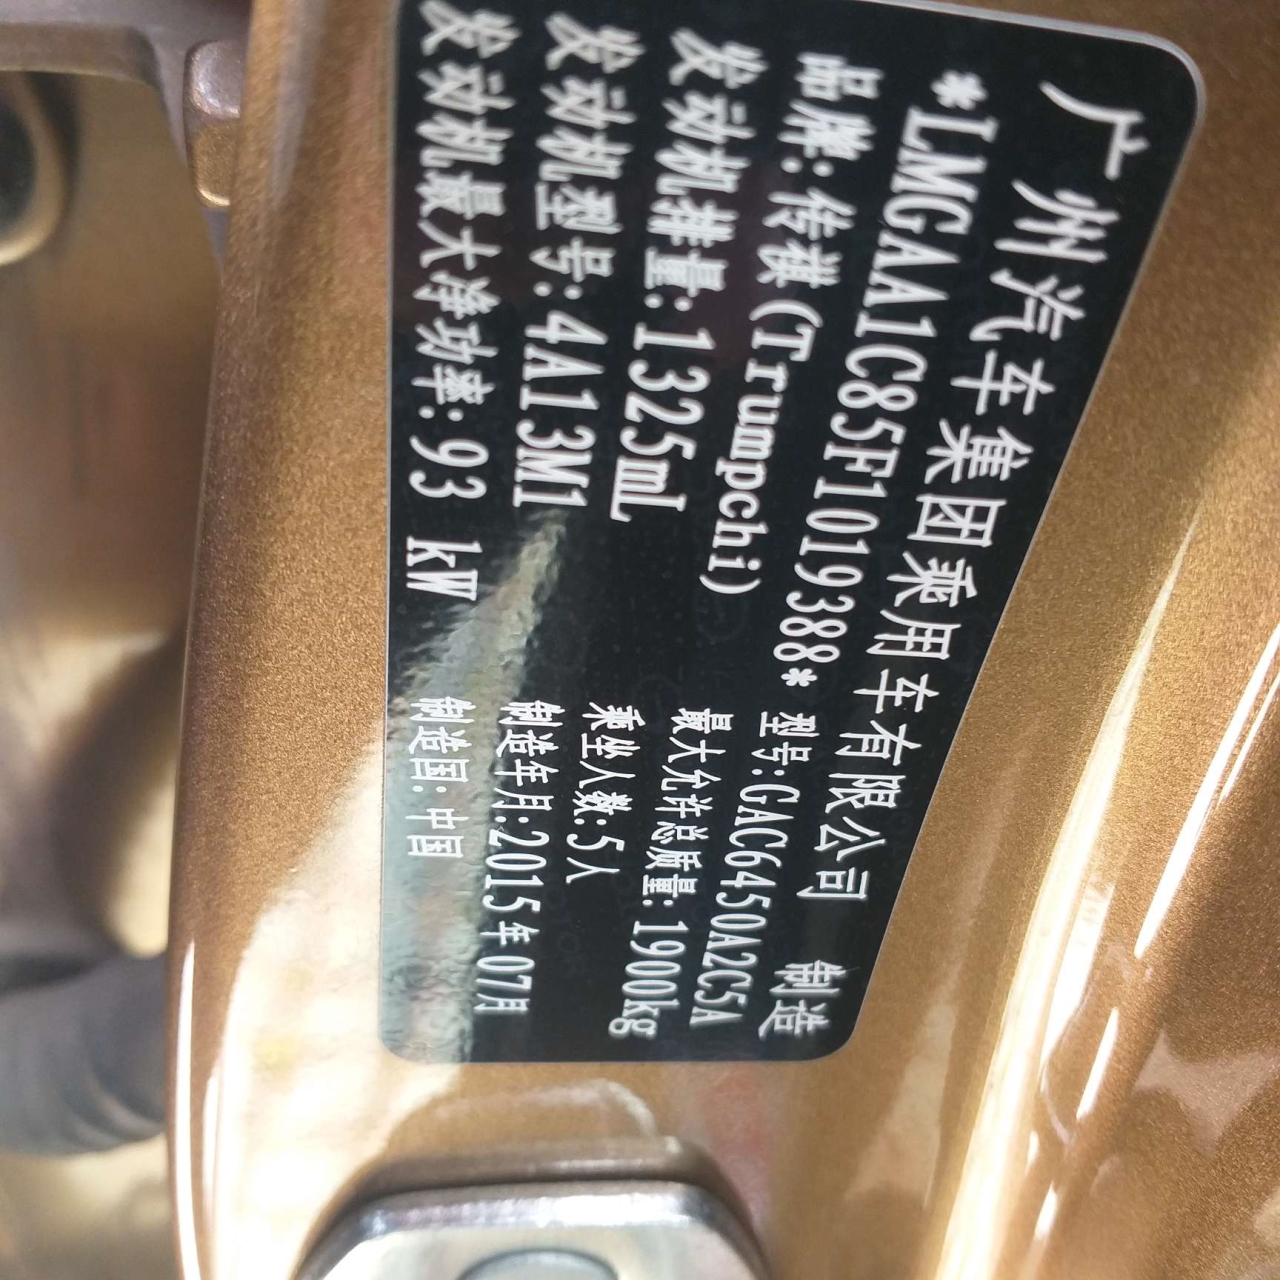 广州汽车集团乘用车有限公司 制造
*LMGAA1C85F1019388*
型号:GAC6450A2C5A
品牌:传祺(Trumpchi)
最大允许总质量:1900kg
发动机排量:1325mL
乘坐人数:5人
发动机型号:4A13M1
制造年月:2015年07月
发动机最大净功率:93 kW
制造国:中国